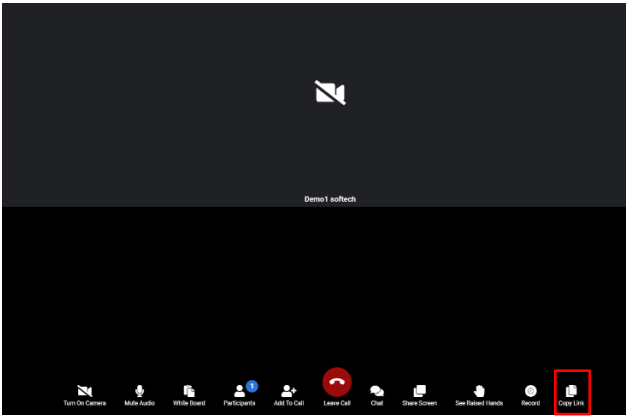 Demo1 softech
1
Turn On Camera
Mute Audio
White Board
Participants
Add To Call
Leave Call
Chat
Share Screen
See Raised Hands
Record
Copy Link